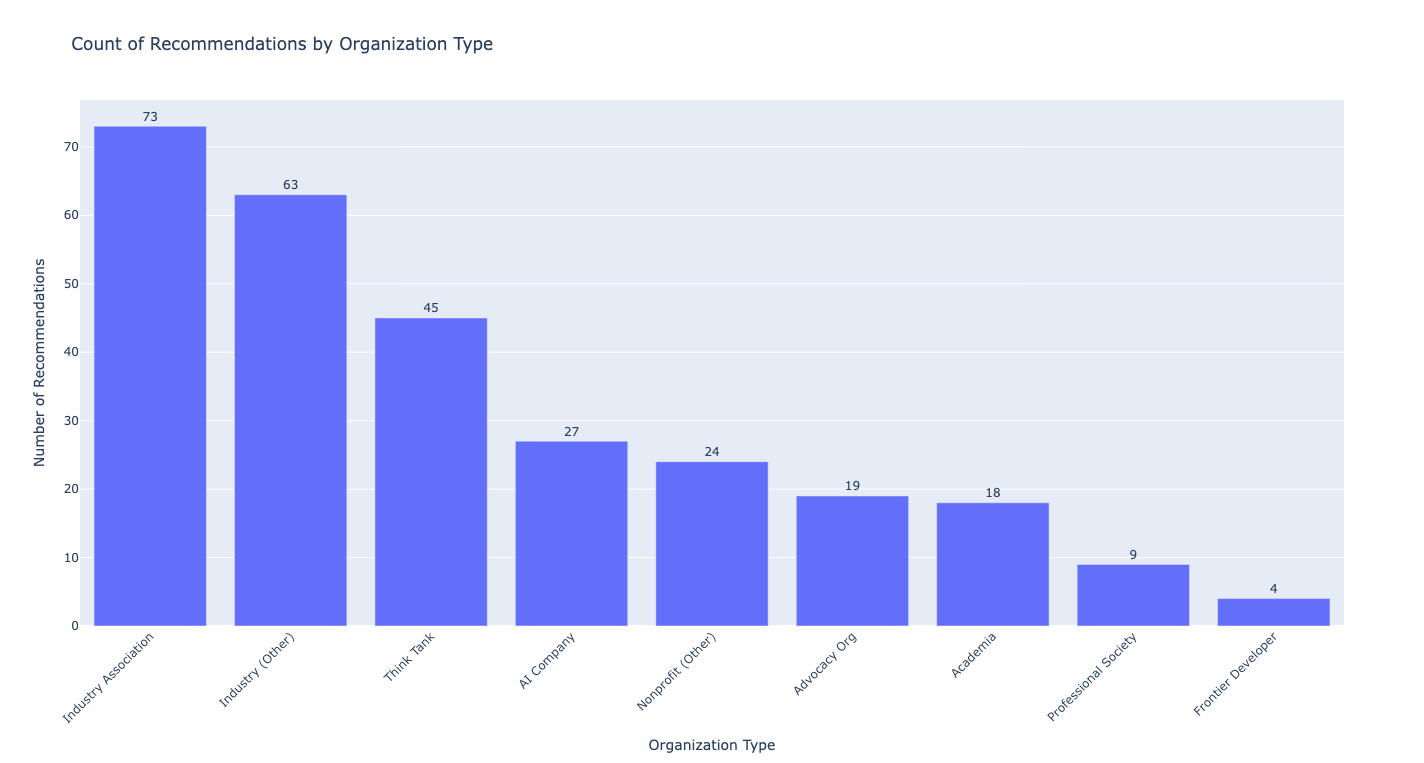 Count of Recommendations by Organization Type
Number of Recommendations
70
60
50
40
30
20
10
0
73
63
45
27
24
19
18
9
4
Industry Association
Industry (Other)
Think Tank
AI Company
Nonprofit (Other)
Advocacy Org
Academia
Professional Society
Frontier Developer
Organization Type